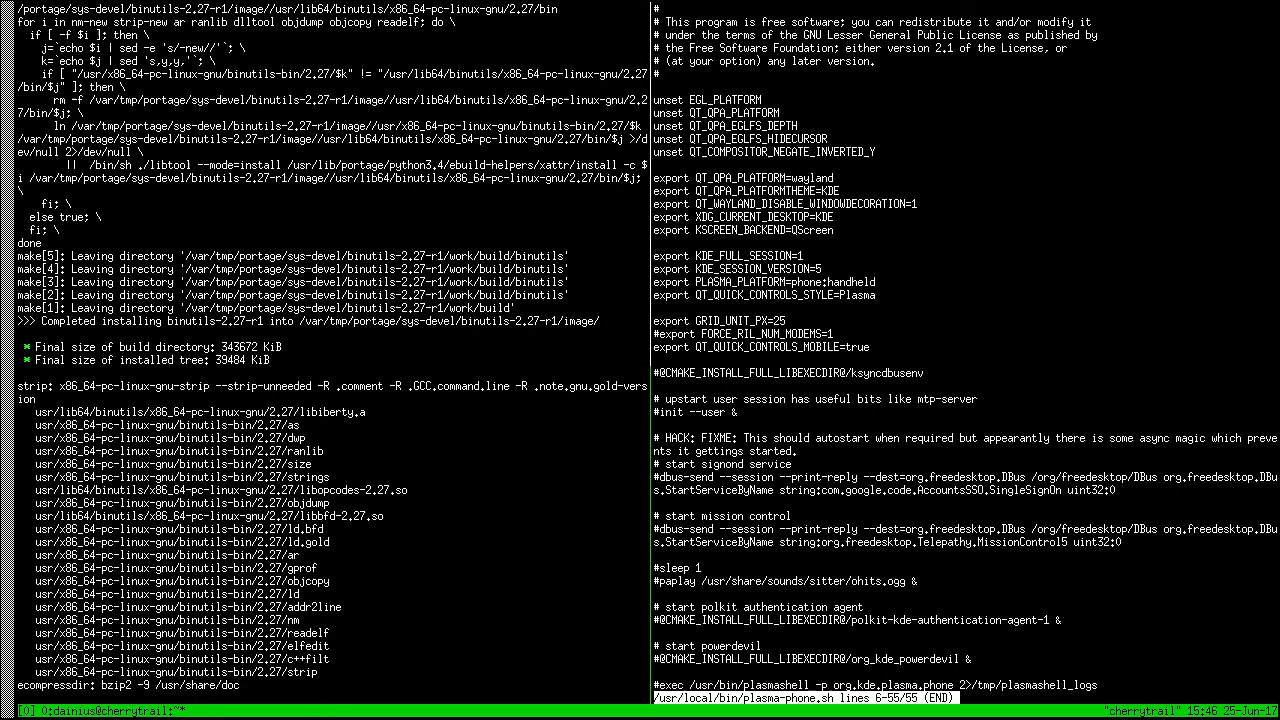 /portage/sys-devel/binutils-2.27-r1/image//usr/lib64/binutils/x86_64-pc-linux-gnu/2.27/bin
for i in nm-new strip-new ar ranlib dlltool objdump objcopy readelf; do \
  if [ -f $i ]; then \
    j=`echo $i | sed -e 's/-new//'`; \
    k=`echo $j | sed 's,y,y,'`; \
    if [ "/usr/x86_64-pc-linux-gnu/binutils-bin/2.27/$k" != "/usr/lib64/binutils/x86_64-pc-linux-gnu/2.27
/bin/$j" ]; then \
      rm -f /var/tmp/portage/sys-devel/binutils-2.27-r1/image//usr/lib64/binutils/x86_64-pc-linux-gnu/2.2
7/bin/$j; \
      ln /var/tmp/portage/sys-devel/binutils-2.27-r1/image//usr/x86_64-pc-linux-gnu/binutils-bin/2.27/$k 
/var/tmp/portage/sys-devel/binutils-2.27-r1/image//usr/lib64/binutils/x86_64-pc-linux-gnu/2.27/bin/$j >/d
ev/null 2>/dev/null \
        || /bin/sh ./libtool --mode=install /usr/lib/portage/python3.4/ebuild-helpers/xattr/install -c $
i /var/tmp/portage/sys-devel/binutils-2.27-r1/image//usr/lib64/binutils/x86_64-pc-linux-gnu/2.27/bin/$j; 
\
    fi; \
  else true; \
  fi; \
done
make[5]: Leaving directory '/var/tmp/portage/sys-devel/binutils-2.27-r1/work/build/binutils'
make[4]: Leaving directory '/var/tmp/portage/sys-devel/binutils-2.27-r1/work/build/binutils'
make[3]: Leaving directory '/var/tmp/portage/sys-devel/binutils-2.27-r1/work/build/binutils'
make[2]: Leaving directory '/var/tmp/portage/sys-devel/binutils-2.27-r1/work/build/binutils'
make[1]: Leaving directory '/var/tmp/portage/sys-devel/binutils-2.27-r1/work/build'
>>> Completed installing binutils-2.27-r1 into /var/tmp/portage/sys-devel/binutils-2.27-r1/image/
 * Final size of build directory: 343672 KiB
 * Final size of installed tree: 39484 KiB
strip: x86_64-pc-linux-gnu-strip --strip-unneeded -R .comment -R .GCC.command.line -R .note.gnu.gold-vers
ion
   usr/lib64/binutils/x86_64-pc-linux-gnu/2.27/libiberty.a
   usr/x86_64-pc-linux-gnu/binutils-bin/2.27/as
   usr/x86_64-pc-linux-gnu/binutils-bin/2.27/dwp
   usr/x86_64-pc-linux-gnu/binutils-bin/2.27/ranlib
   usr/x86_64-pc-linux-gnu/binutils-bin/2.27/size
   usr/x86_64-pc-linux-gnu/binutils-bin/2.27/strings
   usr/lib64/binutils/x86_64-pc-linux-gnu/2.27/libopcodes-2.27.so
   usr/x86_64-pc-linux-gnu/binutils-bin/2.27/objdump
   usr/lib64/binutils/x86_64-pc-linux-gnu/2.27/libbfd-2.27.so
   usr/x86_64-pc-linux-gnu/binutils-bin/2.27/ld.bfd
   usr/x86_64-pc-linux-gnu/binutils-bin/2.27/ld.gold
   usr/x86_64-pc-linux-gnu/binutils-bin/2.27/ar
   usr/x86_64-pc-linux-gnu/binutils-bin/2.27/gprof
   usr/x86_64-pc-linux-gnu/binutils-bin/2.27/objcopy
   usr/x86_64-pc-linux-gnu/binutils-bin/2.27/ld
   usr/x86_64-pc-linux-gnu/binutils-bin/2.27/addr2line
   usr/x86_64-pc-linux-gnu/binutils-bin/2.27/nm
   usr/x86_64-pc-linux-gnu/binutils-bin/2.27/readelf
   usr/x86_64-pc-linux-gnu/binutils-bin/2.27/elfedit
   usr/x86_64-pc-linux-gnu/binutils-bin/2.27/c++filt
   usr/x86_64-pc-linux-gnu/binutils-bin/2.27/strip
ecompressdir: bzip2 -9 /usr/share/doc
#
# This program is free software; you can redistribute it and/or modify it
# under the terms of the GNU Lesser General Public License as published by
# the Free Software Foundation; either version 2.1 of the License, or
# (at your option) any later version.
#
unset EGL_PLATFORM
unset QT_QPA_PLATFORM
unset QT_QPA_EGLFS_DEPTH
unset QT_QPA_EGLFS_HIDECURSOR
unset QT_COMPOSITOR_NEGATE_INVERTED_Y
export QT_QPA_PLATFORM=wayland
export QT_QPA_PLATFORMTHEME=KDE
export QT_WAYLAND_DISABLE_WINDOWDECORATION=1
export XDG_CURRENT_DESKTOP=KDE
export KSCREEN_BACKEND=QScreen
export KDE_FULL_SESSION=1
export KDE_SESSION_VERSION=5
export PLASMA_PLATFORM=phone:handheld
export QT_QUICK_CONTROLS_STYLE=Plasma
export GRID_UNIT_PX=25
#export FORCE_RIL_NUM_MODEMS=1
export QT_QUICK_CONTROLS_MOBILE=true
#@CMAKE_INSTALL_FULL_LIBEXECDIR@/ksyncdbusenv
# upstart user session has useful bits like mtp-server
#init --user &
# HACK: FIXME: This should autostart when required but appearantly there is some async magic which preve
nts it gettings started.
# start signond service
#dbus-send --session --print-reply --dest=org.freedesktop.DBus /org/freedesktop/DBus org.freedesktop.DBu
s.StartServiceByName string:com.google.code.AccountsSSO.SingleSignOn uint32:0
# start mission control
#dbus-send --session --print-reply --dest=org.freedesktop.DBus /org/freedesktop/DBus org.freedesktop.DBu
s.StartServiceByName string:org.freedesktop.Telepathy.MissionControl5 uint32:0
#sleep 1
#paplay /usr/share/sounds/sitter/ohits.ogg &
# start polkit authentication agent
#@CMAKE_INSTALL_FULL_LIBEXECDIR@/polkit-kde-authentication-agent-1 &
# start powerdevil
#@CMAKE_INSTALL_FULL_LIBEXECDIR@/org_kde_powerdevil &
#exec /usr/bin/plasmashell -p org.kde.plasma.phone 2>/tmp/plasmashell_logs
/usr/local/bin/plasma-phone.sh lines 6-55/55 (END)
[0] 0:dainius@cherrytrail:~* "cherrytrail" 15:46 25-Jun-17